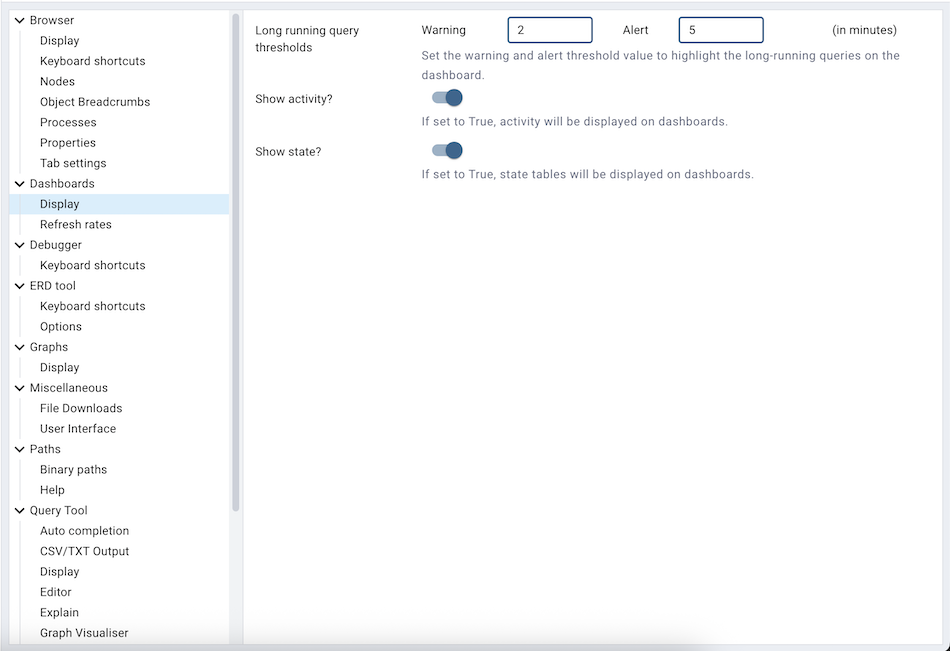 Browser
Display
Keyboard shortcuts
Nodes
Object Breadcrumbs
Processes
Properties
Tab settings
Dashboards
Display
Refresh rates
Debugger
Keyboard shortcuts
ERD tool
Keyboard shortcuts
Options
Graphs
Display
Miscellaneous
File Downloads
User Interface
Paths
Binary paths
Help
Query Tool
Auto completion
CSV/TXT Output
Display
Editor
Explain
Graph Visualiser
Long running query
thresholds
Warning 2 Alert 5 (in minutes)
Set the warning and alert threshold value to highlight the long-running queries on the
dashboard.
Show activity?
If set to True, activity will be displayed on dashboards.
Show state?
If set to True, state tables will be displayed on dashboards.